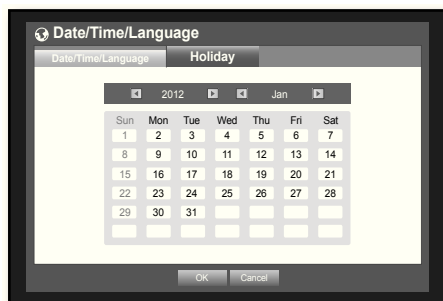 Date/Time/Language
Date/Time/Language Holiday
2012 Jan
Sun Mon Tue Wed Thu Fri Sat
1 2 3 4 5 6 7
8 9 10 11 12 13 14
15 16 17 18 19 20 21
22 23 24 25 26 27 28
29 30 31
OK Cancel